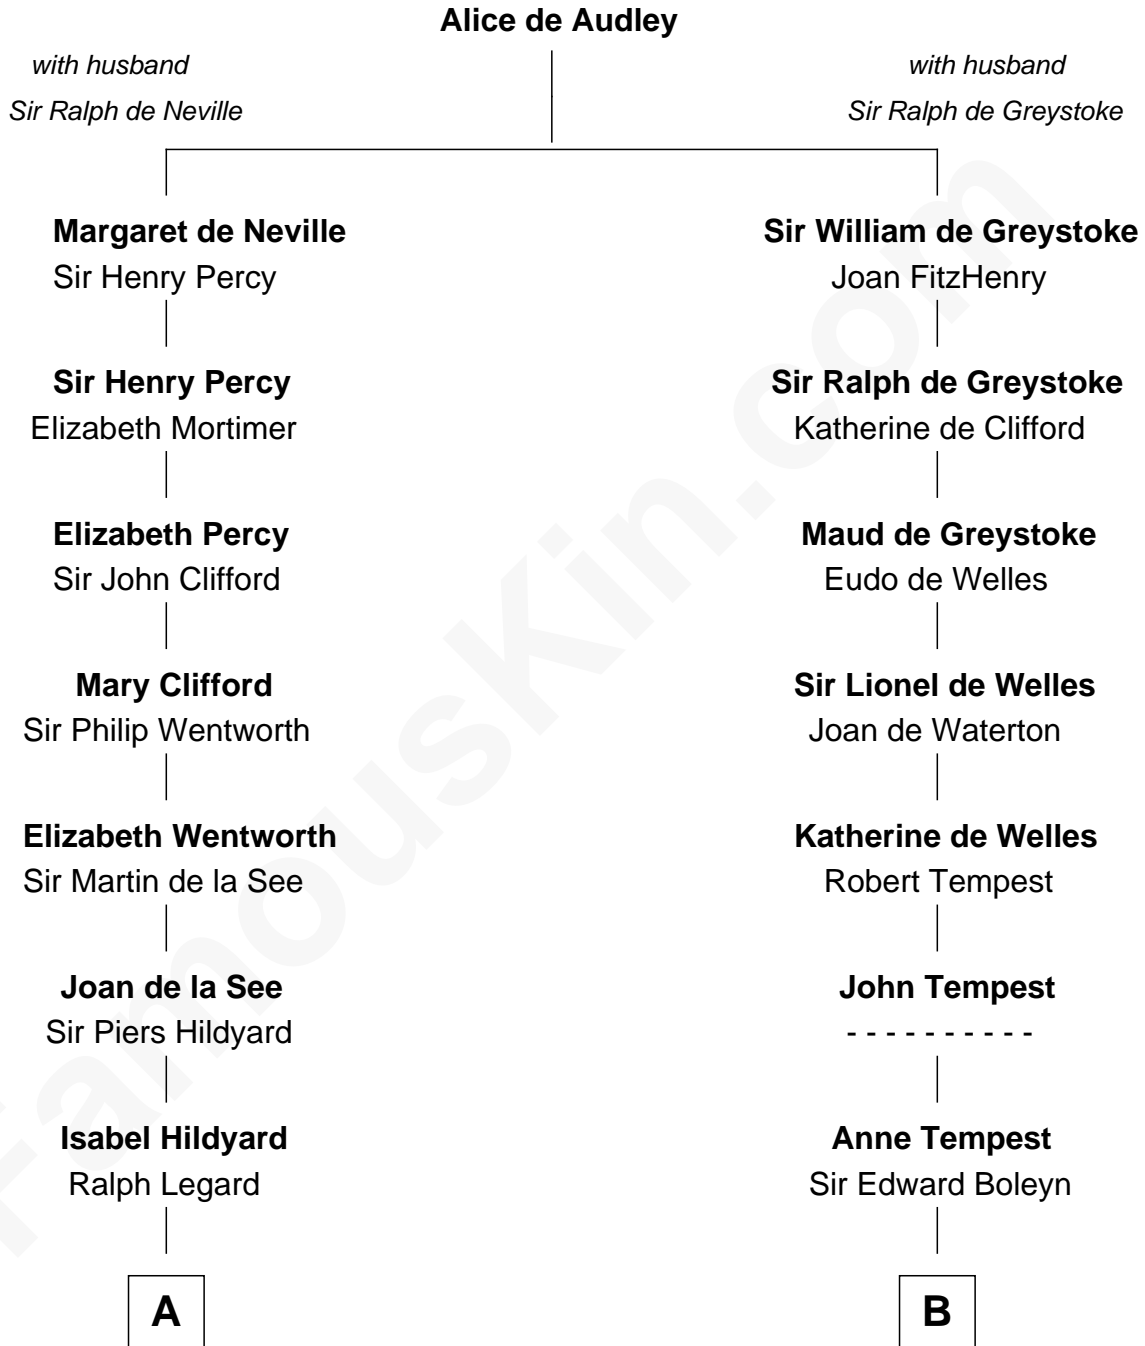 Alice de Audley
with husband
Sir Ralph de Neville
with husband
Sir Ralph de Greystoke
Margaret de Neville
Sir Henry Percy
Sir William de Greystoke
Joan FitzHenry
Sir Henry Percy
Elizabeth Mortimer
Sir Ralph de Greystoke
Katherine de Clifford
Elizabeth Percy
Sir John Clifford
Maud de Greystoke
Eudo de Welles
Mary Clifford
Sir Philip Wentworth
Sir Lionel de Welles
Joan de Waterton
Elizabeth Wentworth
Sir Martin de la See
Katherine de Welles
Robert Tempest
Joan de la See
Sir Piers Hildyard
John Tempest
- - - - - - - - - -
Isabel Hildyard
Ralph Legard
Anne Tempest
Sir Edward Boleyn
A
B
FamousKin.com